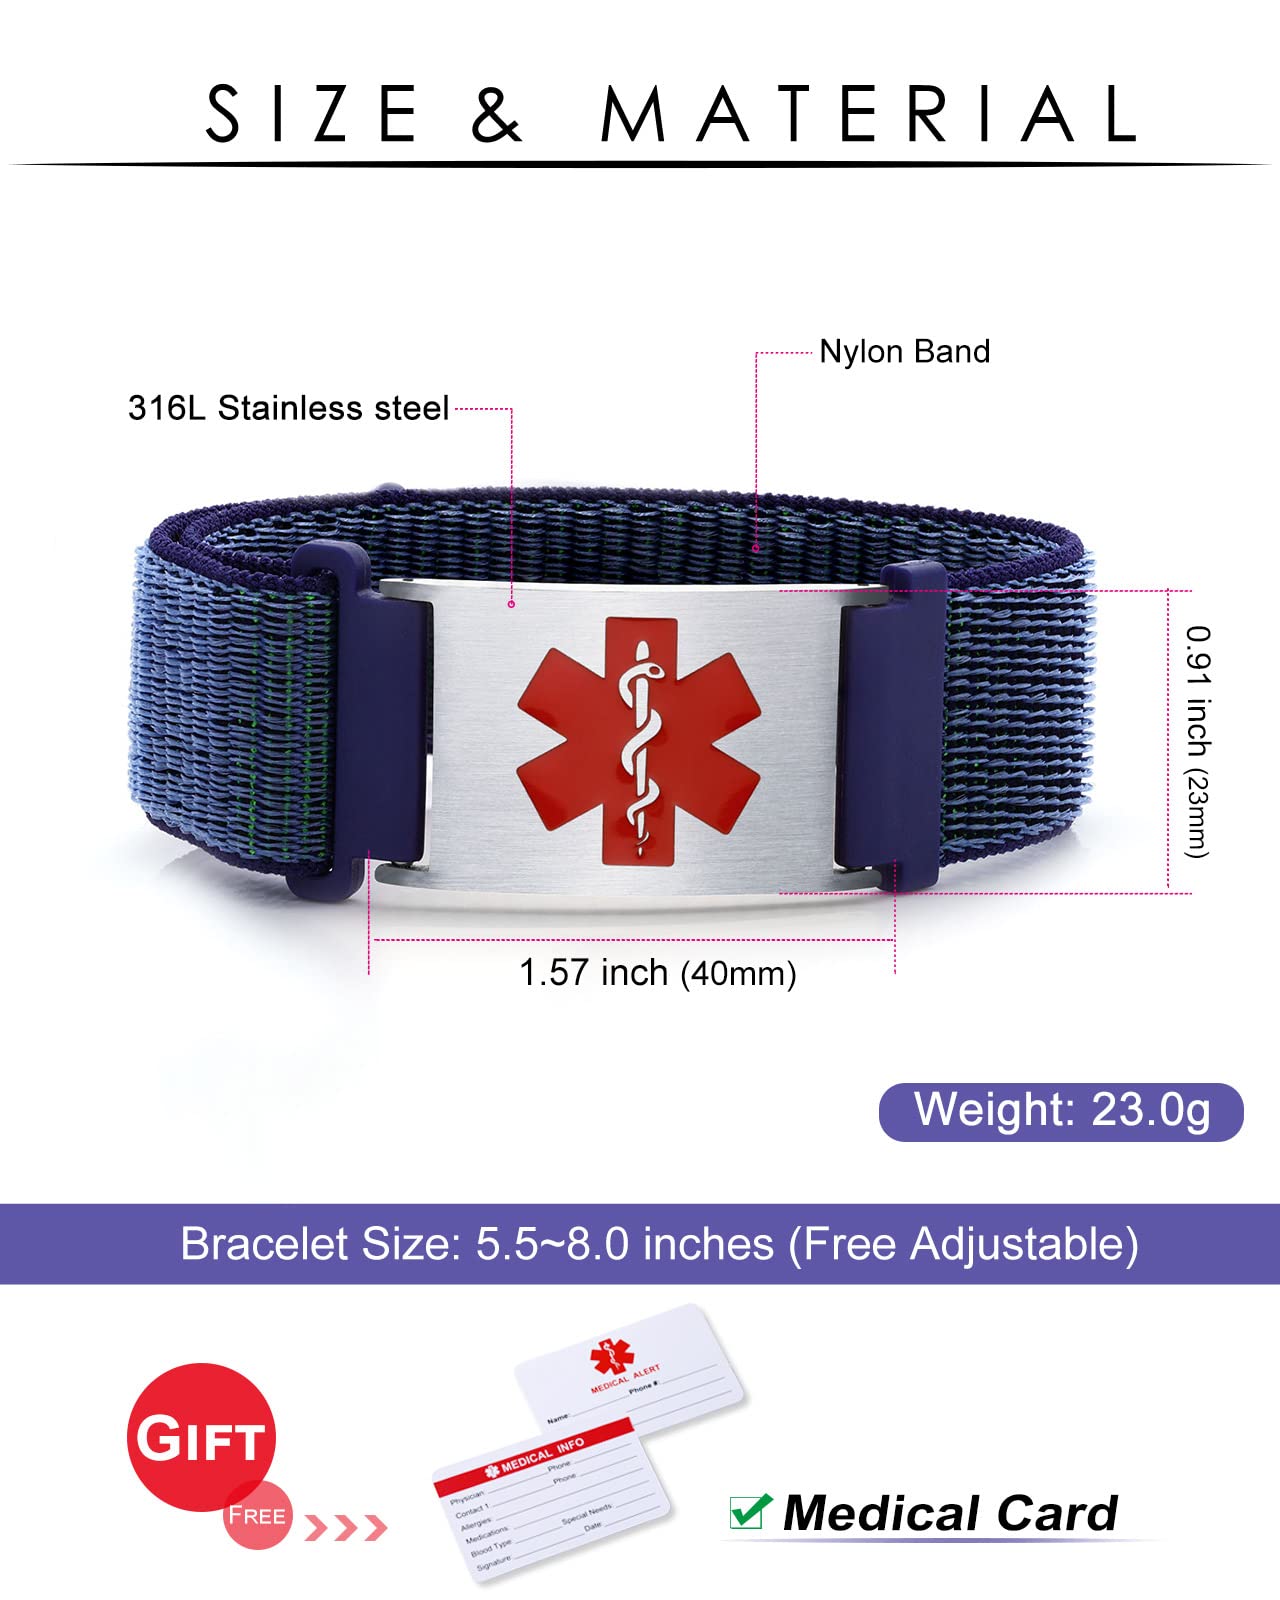 SIZE & MATERIAL
Nylon Band
316L Stainless steel
0.91 inch (23mm)
1.57 inch (40mm)
Weight: 23.0g
Bracelet Size: 5.5~8.0 inches (Free Adjustable)
GIFT
FREE
MEDICAL ALERT
Name: Phone #:
MEDICAL INFO
Physician: Phone:
Contact 1 Phone:
Allergies:
Medications:
Blood Type: Special Needs:
Signature: Date:
Medical Card